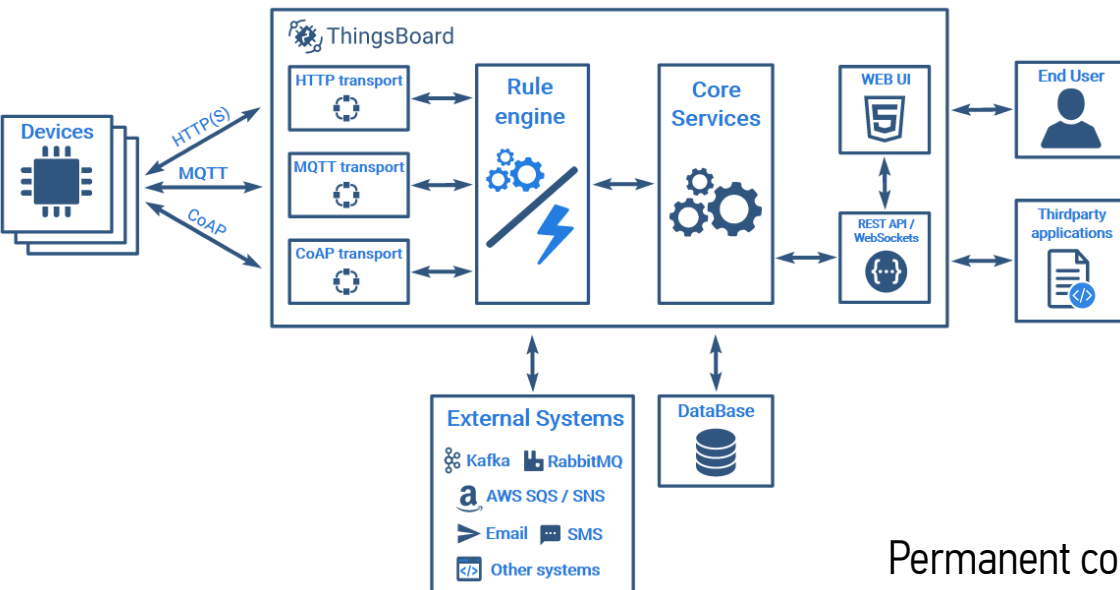 ThingsBoard
Devices
HTTP(S)
MQTT
CoAP
HTTP transport
MQTT transport
CoAP transport
Rule
engine
Core
Services
WEB UI
REST API /
WebSockets
End User
Thirdparty
applications
External Systems
Kafka
RabbitMQ
AWS SQS / SNS
Email
SMS
Other systems
DataBase
Permanent